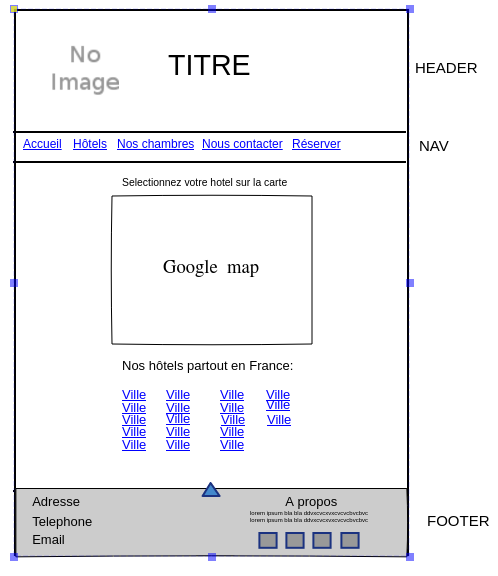 No
Image
TITRE
HEADER
Accueil Hôtels Nos chambres Nous contacter Réserver
NAV
Selectionnez votre hotel sur la carte
Google map
Nos hôtels partout en France:
Ville Ville Ville Ville
Ville Ville Ville Ville
Ville Ville Ville Ville
Ville Ville Ville
Ville Ville Ville
Adresse
Telephone
Email
A propos
lorem ipsum bla bla ddvxcvcxvxcvcvcbvcbvc
lorem ipsum bla bla ddvxcvcxvxcvcvcbvcbvc
FOOTER